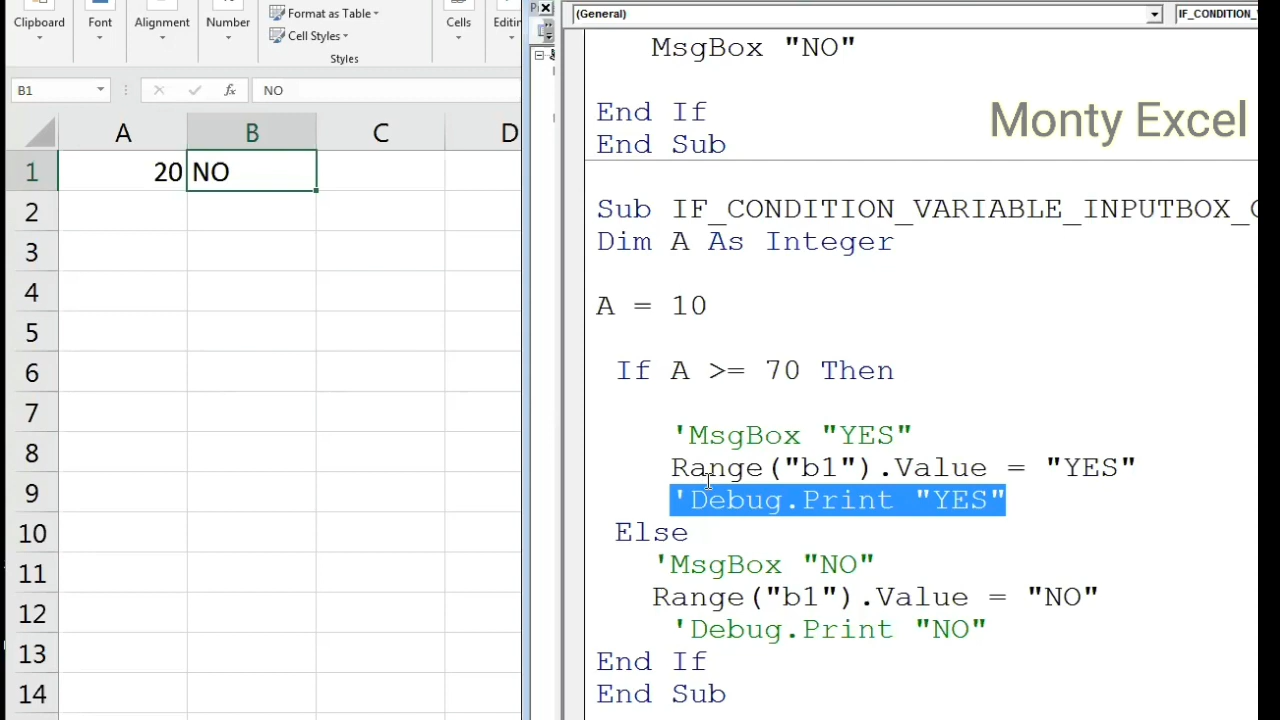 Clipboard
Font
Alignment
Number
Format as Table
Cell Styles
Styles
Cells
B1
fx
NO
A B C D
1 20 NO
2
3
4
5
6
7
8
9
10
11
12
13
14
(General)
MsgBox "NO"
End If
End Sub
Monty Excel
Dim A As Integer
A = 10
If A >= 70 Then
'MsgBox "YES"
Range("b1").Value = "YES"
'Debug.Print "YES"
Else
'MsgBox "NO"
Range("b1").Value = "NO"
'Debug.Print "NO"
End If
End Sub